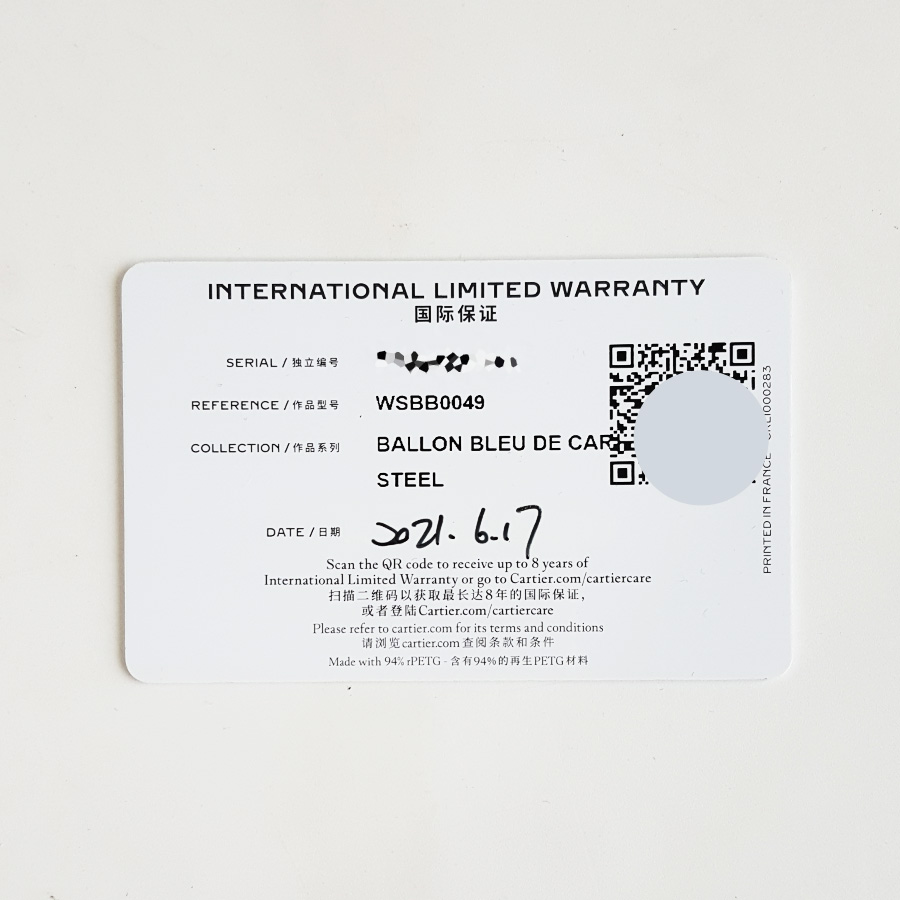 INTERNATIONAL LIMITED WARRANTY
国际保证
SERIAL / 独立编号
REFERENCE / 作品型号 WSBB0049
COLLECTION / 作品系列 BALLON BLEU DE
STEEL
DATE / 日期 2021. 6.17
Scan the QR code to receive up to 8 years of
International Limited Warranty or go to Cartier.com/cartiercare
扫描二维码以获取最长达8年的国际保证，
或者登陆Cartier.com/cartiercare
Please refer to cartier.com for its terms and conditions
请浏览cartier.com查阅条款和条件
Made with 94% rPETG - 含有94%的再生PETG材料
PRINTED IN FRANCE